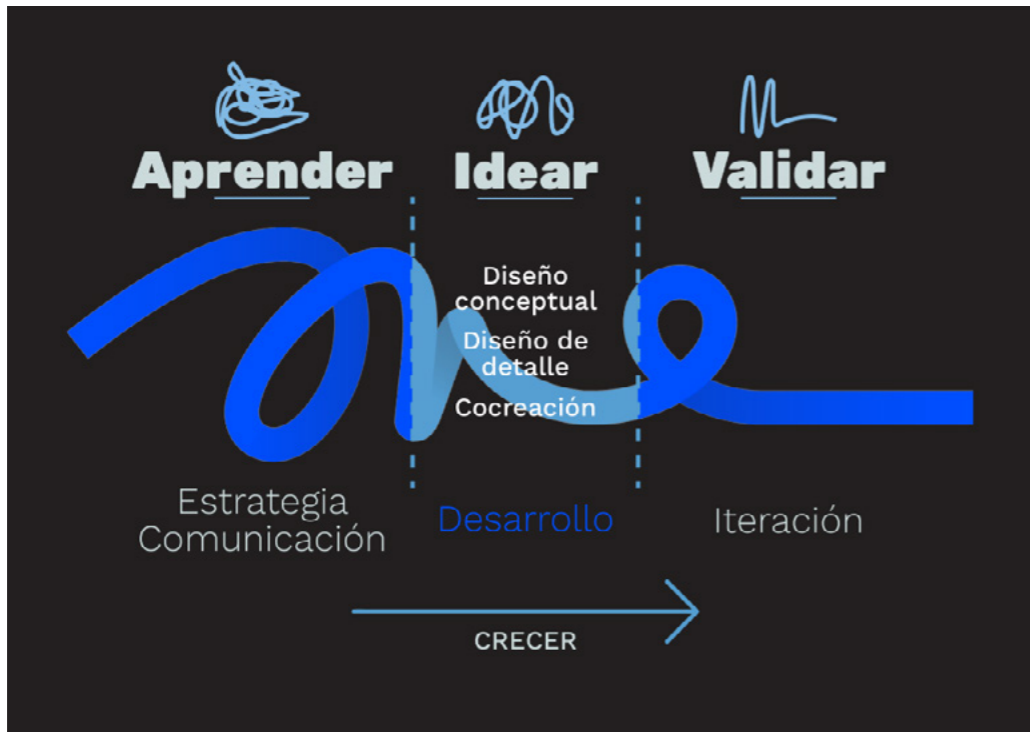 Aprender
Idear
Validar
Diseño
conceptual
Diseño de
detalle
Cocreación
Estrategia
Comunicación
Desarrollo
Iteración
CRECER